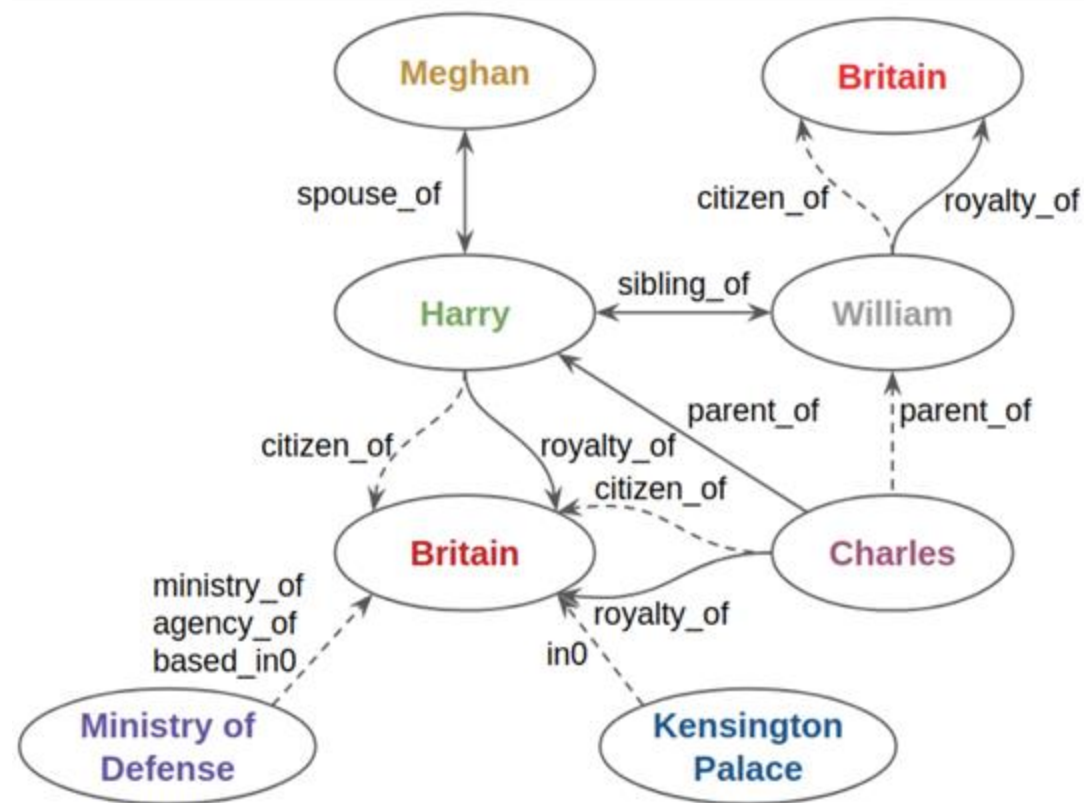 Meghan
Britain
spouse_of
citizen_of
royalty_of
sibling_of
Harry
William
parent_of
parent_of
citizen_of
royalty_of
citizen_of
Britain
Charles
ministry_of
agency_of
based_in0
royalty_of
in0
Ministry of
Defense
Kensington
Palace